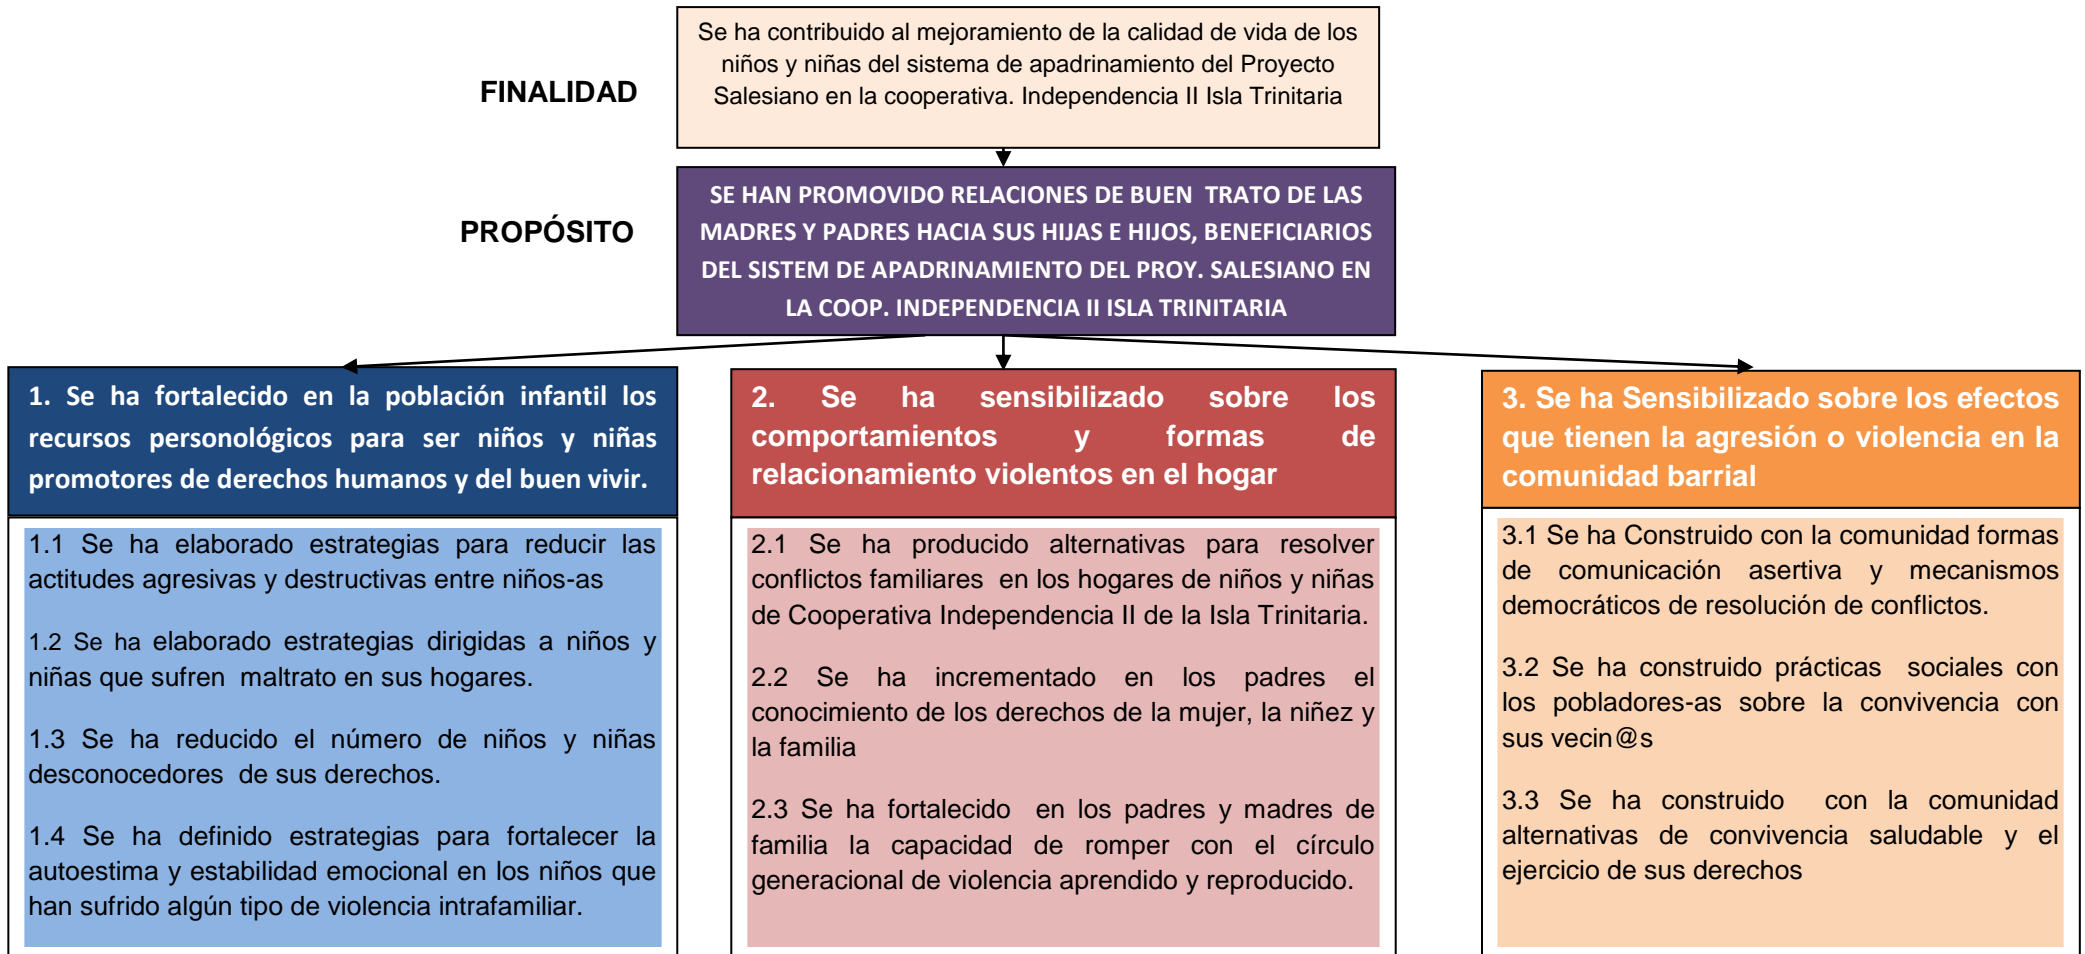 FINALIDAD
Se ha contribuido al mejoramiento de la calidad de vida de los
niños y niñas del sistema de apadrinamiento del Proyecto
Salesiano en la cooperativa. Independencia II Isla Trinitaria
PROPÓSITO
SE HAN PROMOVIDO RELACIONES DE BUEN TRATO DE LAS
MADRES Y PADRES HACIA SUS HIJAS E HIJOS, BENEFICIARIOS
DEL SISTEM DE APADRINAMIENTO DEL PROY. SALESIANO EN
LA COOP. INDEPENDENCIA II ISLA TRINITARIA
1. Se ha fortalecido en la población infantil los
recursos personológicos para ser niños y niñas
promotores de derechos humanos y del buen vivir.
1.1 Se ha elaborado estrategias para reducir las
actitudes agresivas y destructivas entre niños-as
1.2 Se ha elaborado estrategias dirigidas a niños y
niñas que sufren maltrato en sus hogares.
1.3 Se ha reducido el número de niños y niñas
desconocedores de sus derechos.
1.4 Se ha definido estrategias para fortalecer la
autoestima y estabilidad emocional en los niños que
han sufrido algún tipo de violencia intrafamiliar.
2. Se ha sensibilizado sobre los
comportamientos y formas de
relacionamiento violentos en el hogar
2.1 Se ha producido alternativas para resolver
conflictos familiares en los hogares de niños y niñas
de Cooperativa Independencia II de la Isla Trinitaria.
2.2 Se ha incrementado en los padres el
conocimiento de los derechos de la mujer, la niñez y
la familia
2.3 Se ha fortalecido en los padres y madres de
familia la capacidad de romper con el círculo
generacional de violencia aprendido y reproducido.
3. Se ha Sensibilizado sobre los efectos
que tienen la agresión o violencia en la
comunidad barrial
3.1 Se ha Construido con la comunidad formas
de comunicación asertiva y mecanismos
democráticos de resolución de conflictos.
3.2 Se ha construido prácticas sociales con
los pobladores-as sobre la convivencia con
sus vecin@s
3.3 Se ha construido con la comunidad
alternativas de convivencia saludable y el
ejercicio de sus derechos